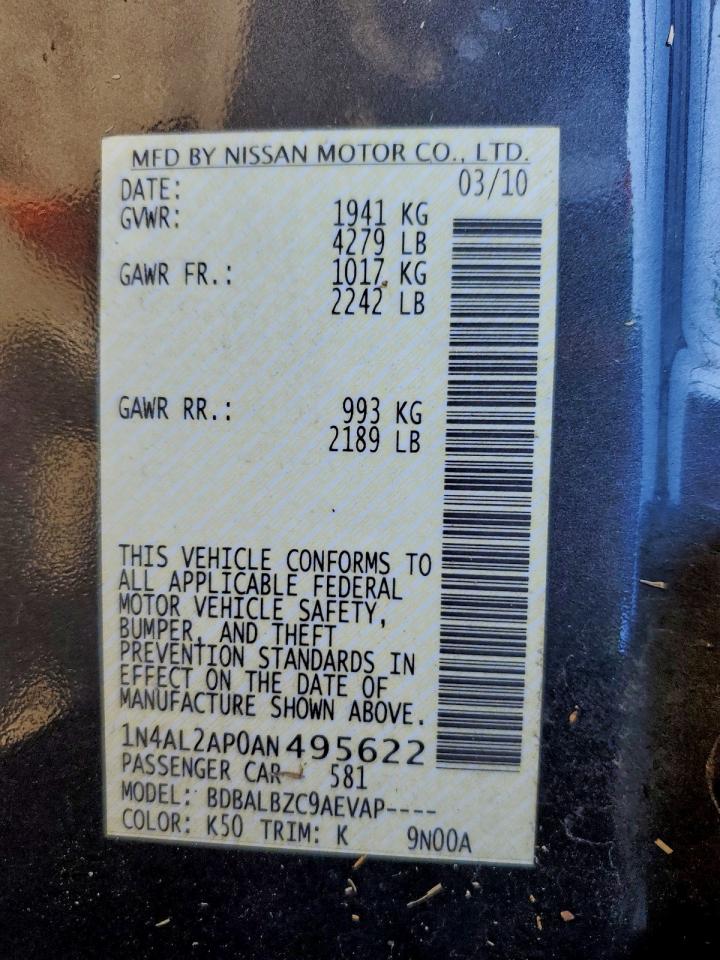 MFD BY NISSAN MOTOR CO., LTD.
DATE: 03/10
GVWR: 1941 KG
4279 LB
GAWR FR.: 1017 KG
2242 LB
GAWR RR.: 993 KG
2189 LB
THIS VEHICLE CONFORMS TO
ALL APPLICABLE FEDERAL
MOTOR VEHICLE SAFETY,
BUMPER, AND THEFT
PREVENTION STANDARDS IN
EFFECT ON THE DATE OF
MANUFACTURE SHOWN ABOVE.
1N4AL2AP0AN495622
PASSENGER CAR 581
MODEL: BDBALBZC9AEVAP----
COLOR: K50 TRIM: K 9N00A